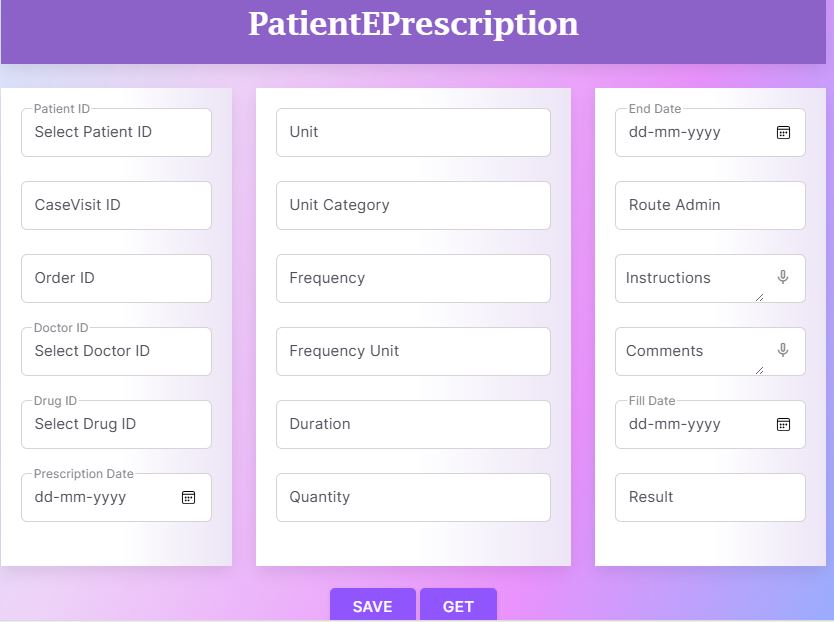 PatientEPrescription
Patient ID
Select Patient ID
CaseVisit ID
Order ID
Doctor ID
Select Doctor ID
Drug ID
Select Drug ID
Prescription Date
dd-mm-yyyy
Unit
Unit Category
Frequency
Frequency Unit
Duration
Quantity
End Date
dd-mm-yyyy
Route Admin
Instructions
Comments
Fill Date
dd-mm-yyyy
Result
SAVE GET